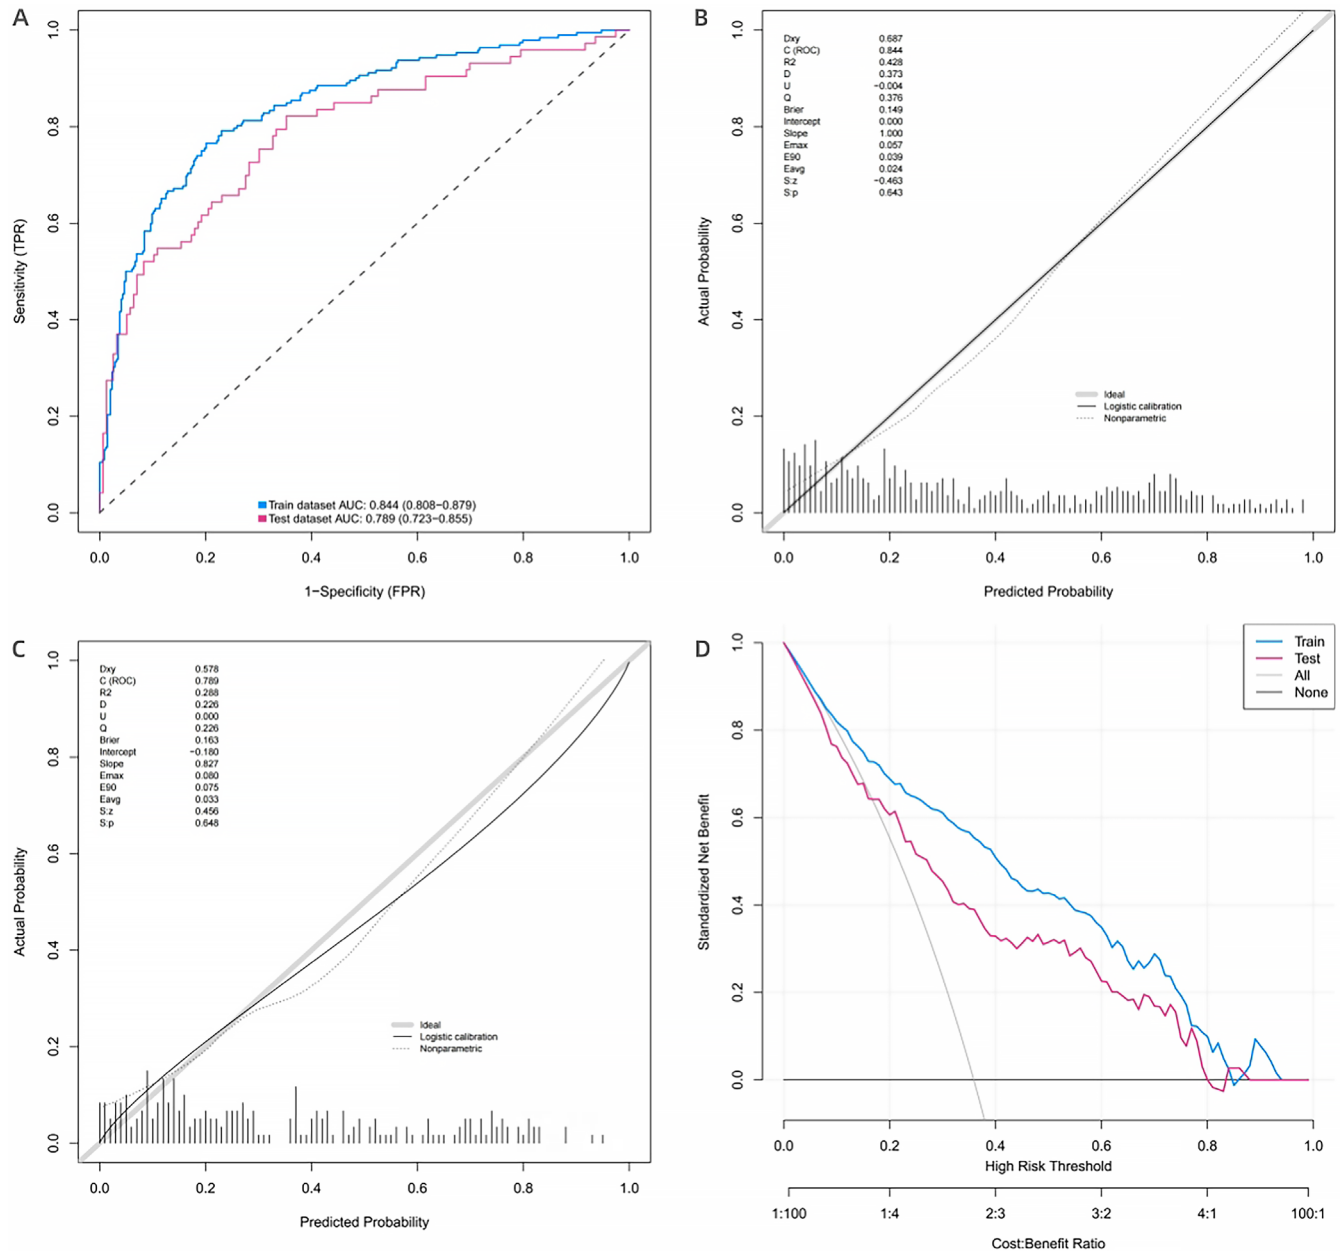 A
1.0
0.8
0.6
0.4
0.2
0.0
Sensitivity (TPR)
Train dataset AUC: 0.844 (0.808−0.879)
Test dataset AUC: 0.789 (0.723−0.855)
0.0 0.2 0.4 0.6 0.8 1.0
1−Specificity (FPR)
B
1.0
0.8
0.6
0.4
0.2
0.0
Actual Probability
Dxy 0.687
C (ROC) 0.844
R2 0.428
D 0.373
U −0.004
Q 0.376
Brier 0.149
Intercept 0.000
Slope 1.000
Emax 0.057
E90 0.039
Eavg 0.024
S:z −0.463
S:p 0.643
Ideal
Logistic calibration
Nonparametric
0.0 0.2 0.4 0.6 0.8 1.0
Predicted Probability
C
1.0
0.8
0.6
0.4
0.2
0.0
Actual Probability
Dxy 0.578
C (ROC) 0.789
R2 0.288
D 0.226
U 0.000
Q 0.226
Brier 0.163
Intercept −0.180
Slope 0.827
Emax 0.080
E90 0.075
Eavg 0.033
S:z 0.456
S:p 0.648
Ideal
Logistic calibration
Nonparametric
0.0 0.2 0.4 0.6 0.8 1.0
Predicted Probability
D
1.0
0.8
0.6
0.4
0.2
0.0
Standardized Net Benefit
Train
Test
All
None
0.0 0.2 0.4 0.6 0.8 1.0
High Risk Threshold
1:100 1:4 2:3 3:2 4:1 100:1
Cost:Benefit Ratio